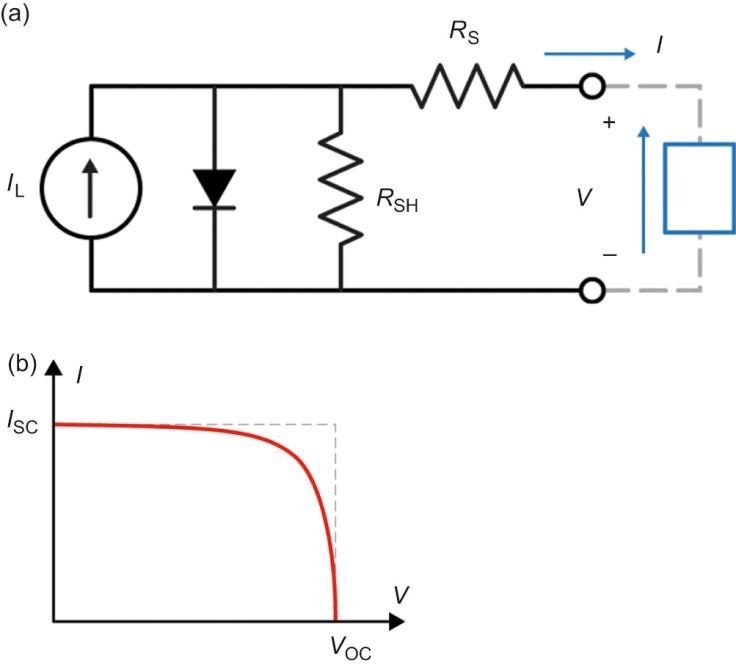 (a)
R_S
I
I_L
R_SH
+
V
–
(b)
I
I_SC
V
V_OC